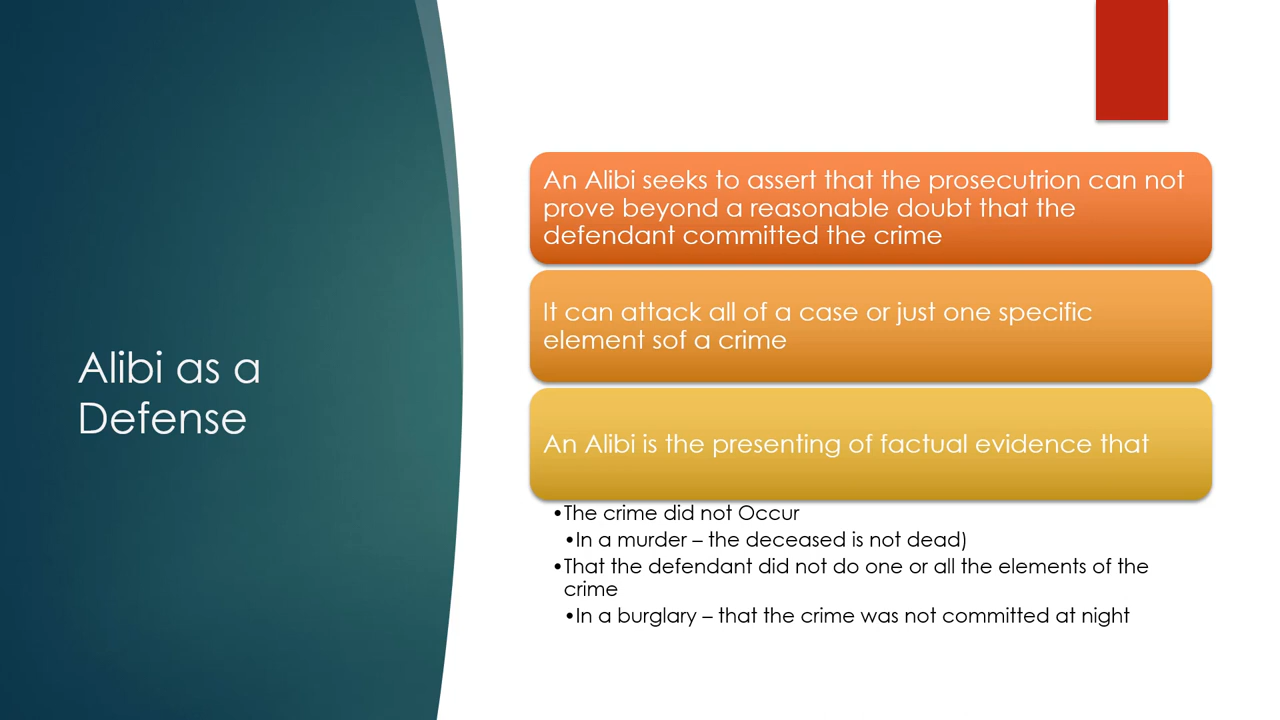 Alibi as a
Defense
An Alibi seeks to assert that the prosecutrion can not
prove beyond a reasonable doubt that the
defendant committed the crime
It can attack all of a case or just one specific
element sof a crime
An Alibi is the presenting of factual evidence that
•The crime did not Occur
•In a murder – the deceased is not dead)
•That the defendant did not do one or all the elements of the
crime
•In a burglary – that the crime was not committed at night